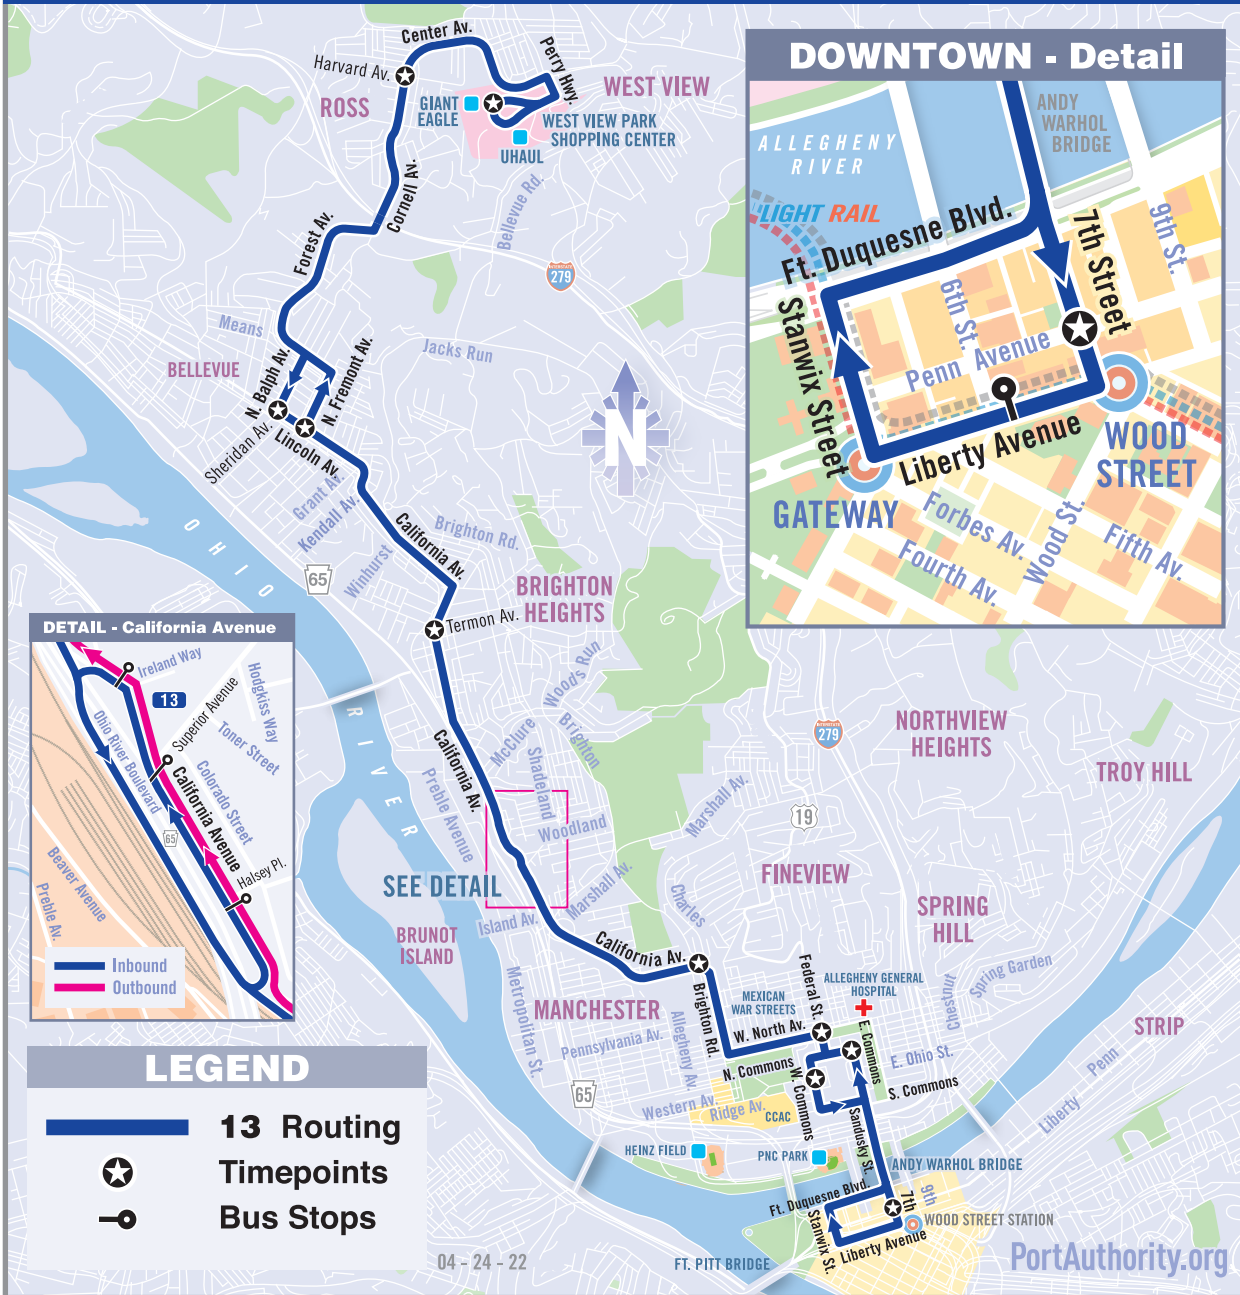 Center Av.
Harvard Av.
Perry Hwy.
WEST VIEW
ROSS
GIANT
EAGLE
WEST VIEW PARK
SHOPPING CENTER
UHAUL
Cornell Av.
Bellevue Rd.
Forest Av.
INTERSTATE
279
Means
Jacks Run
BELLEVUE
N. Balph Av.
N. Fremont Av.
Sheridan Av.
Lincoln Av.
N
Grant Av.
Kendall Av.
California Av.
Brighton Rd.
Winhurst
65
OHIO
RIVER
BRIGHTON
HEIGHTS
Termon Av.
Wood's Run
McClure
Brighton
Shadeland
California Av.
Preble Avenue
Woodland
Marshall Av.
SEE DETAIL
Marshall Av.
Island Av.
Charles
BRUNOT
ISLAND
California Av.
INTERSTATE
279
19
NORTHVIEW
HEIGHTS
TROY HILL
FINEVIEW
SPRING
HILL
Spring Garden
Chestnut
STRIP
Penn
Liberty
MANCHESTER
Metropolitan St.
Pennsylvania Av.
Allegheny Av.
Brighton Rd.
MEXICAN
WAR STREETS
Federal St.
ALLEGHENY GENERAL
HOSPITAL
W. North Av.
E. Commons
E. Ohio St.
N. Commons
W. Commons
S. Commons
65
Western Av.
Ridge Av.
CCAC
Sandusky St.
HEINZ FIELD
PNC PARK
ANDY WARHOL BRIDGE
Ft. Duquesne Blvd.
7th
9th
Stanwix St.
Liberty Avenue
WOOD STREET STATION
FT. PITT BRIDGE
PortAuthority.org
04 - 24 - 22
DOWNTOWN - Detail
ANDY
WARHOL
BRIDGE
ALLEGHENY
RIVER
LIGHT RAIL
Ft. Duquesne Blvd.
7th Street
9th St.
6th St.
Stanwix Street
Penn Avenue
Liberty Avenue
WOOD
STREET
GATEWAY
Forbes Av.
Wood St.
Fifth Av.
Fourth Av.
DETAIL - California Avenue
Ireland Way
13
Superior Avenue
Hodgkiss Way
Toner Street
Ohio River Boulevard
Colorado Street
California Avenue
65
Halsey Pl.
Beaver Avenue
Preble Av.
Inbound
Outbound
LEGEND
13 Routing
Timepoints
Bus Stops